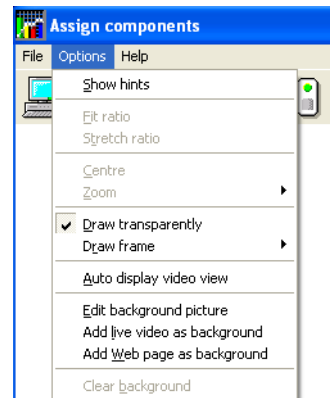 Assign components
File Options Help
Show hints
Fit ratio
Stretch ratio
Centre
Zoom
Draw transparently
Draw frame
Auto display video view
Edit background picture
Add live video as background
Add Web page as background
Clear background